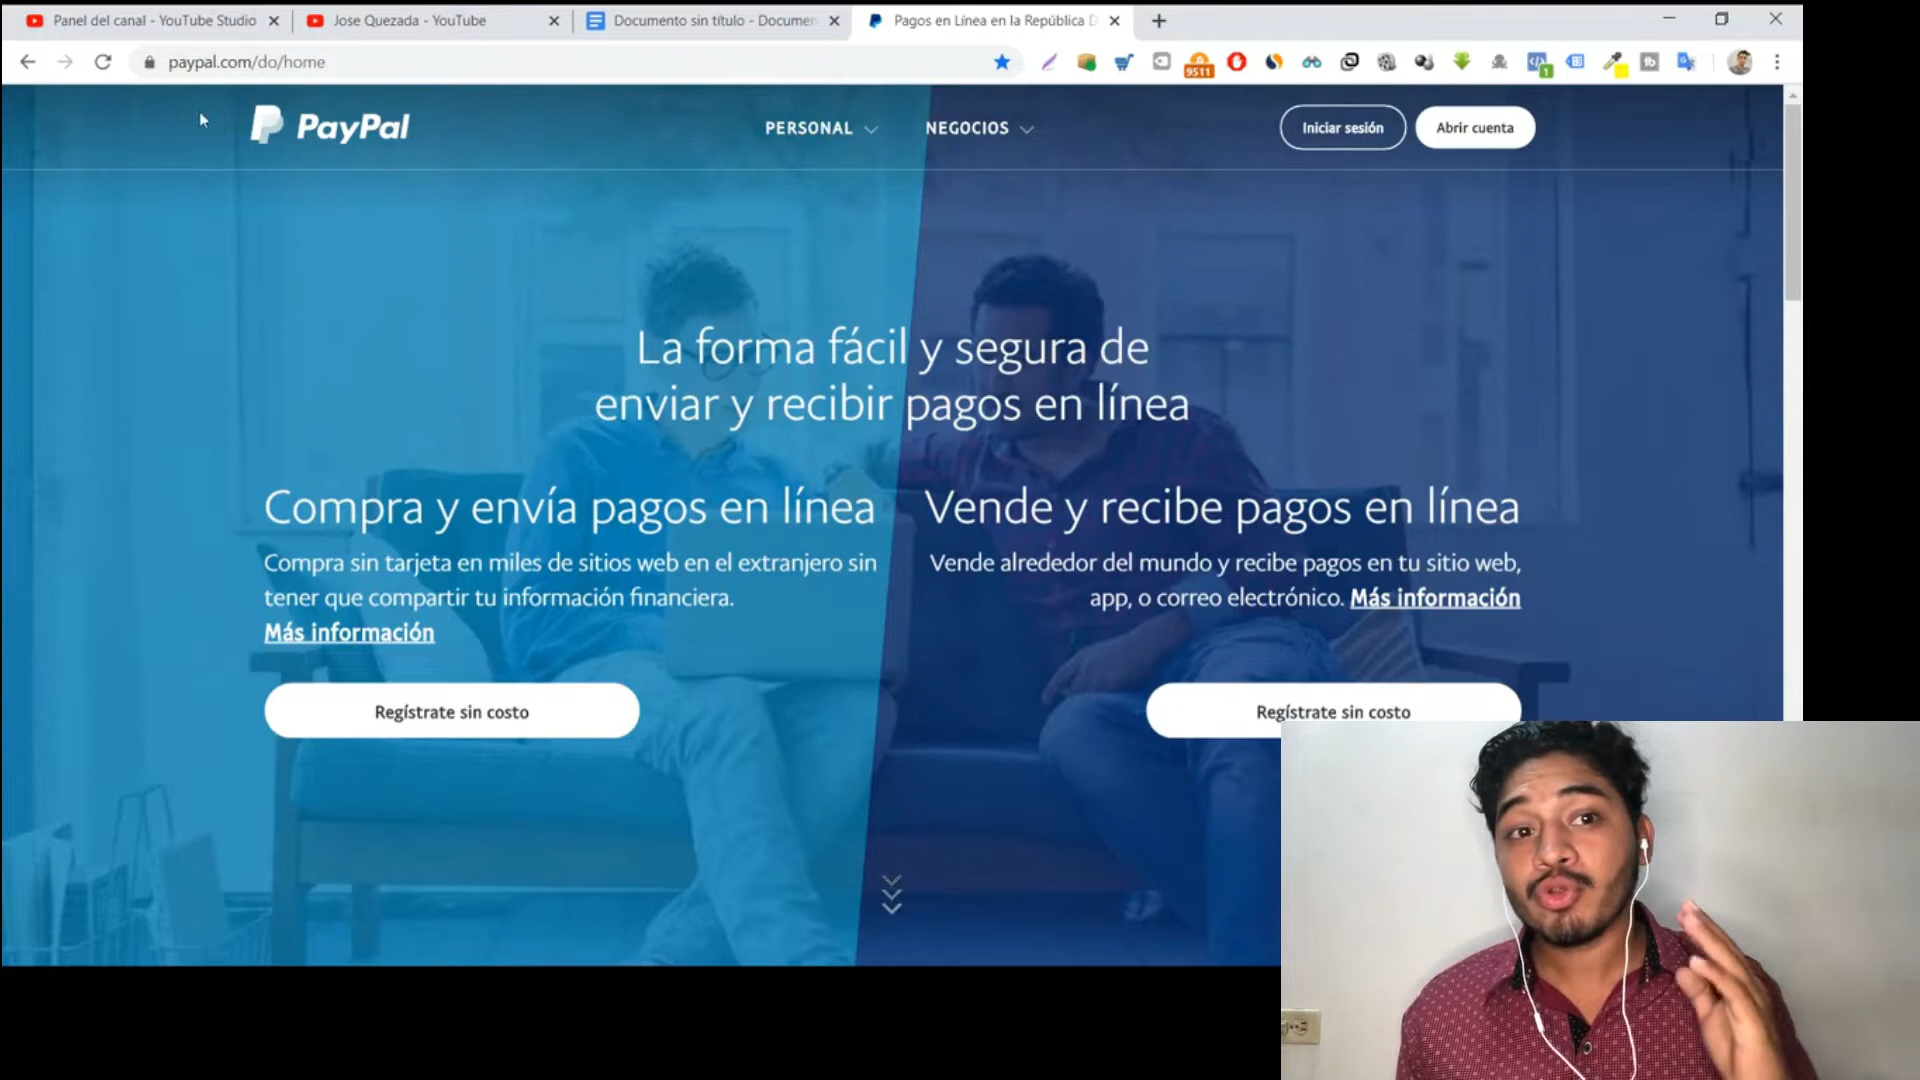 Panel del canal - YouTube Studio
Jose Quezada - YouTube
Documento sin título - Documen
Pagos en Línea en la República D
paypal.com/do/home
9511
1
PayPal
PERSONAL
NEGOCIOS
Iniciar sesión
Abrir cuenta
La forma fácil y segura de
enviar y recibir pagos en línea
Compra y envía pagos en línea
Compra sin tarjeta en miles de sitios web en el extranjero sin
tener que compartir tu información financiera.
Más información
Regístrate sin costo
Vende y recibe pagos en línea
Vende alrededor del mundo y recibe pagos en tu sitio web,
app, o correo electrónico. Más información
Regístrate sin costo